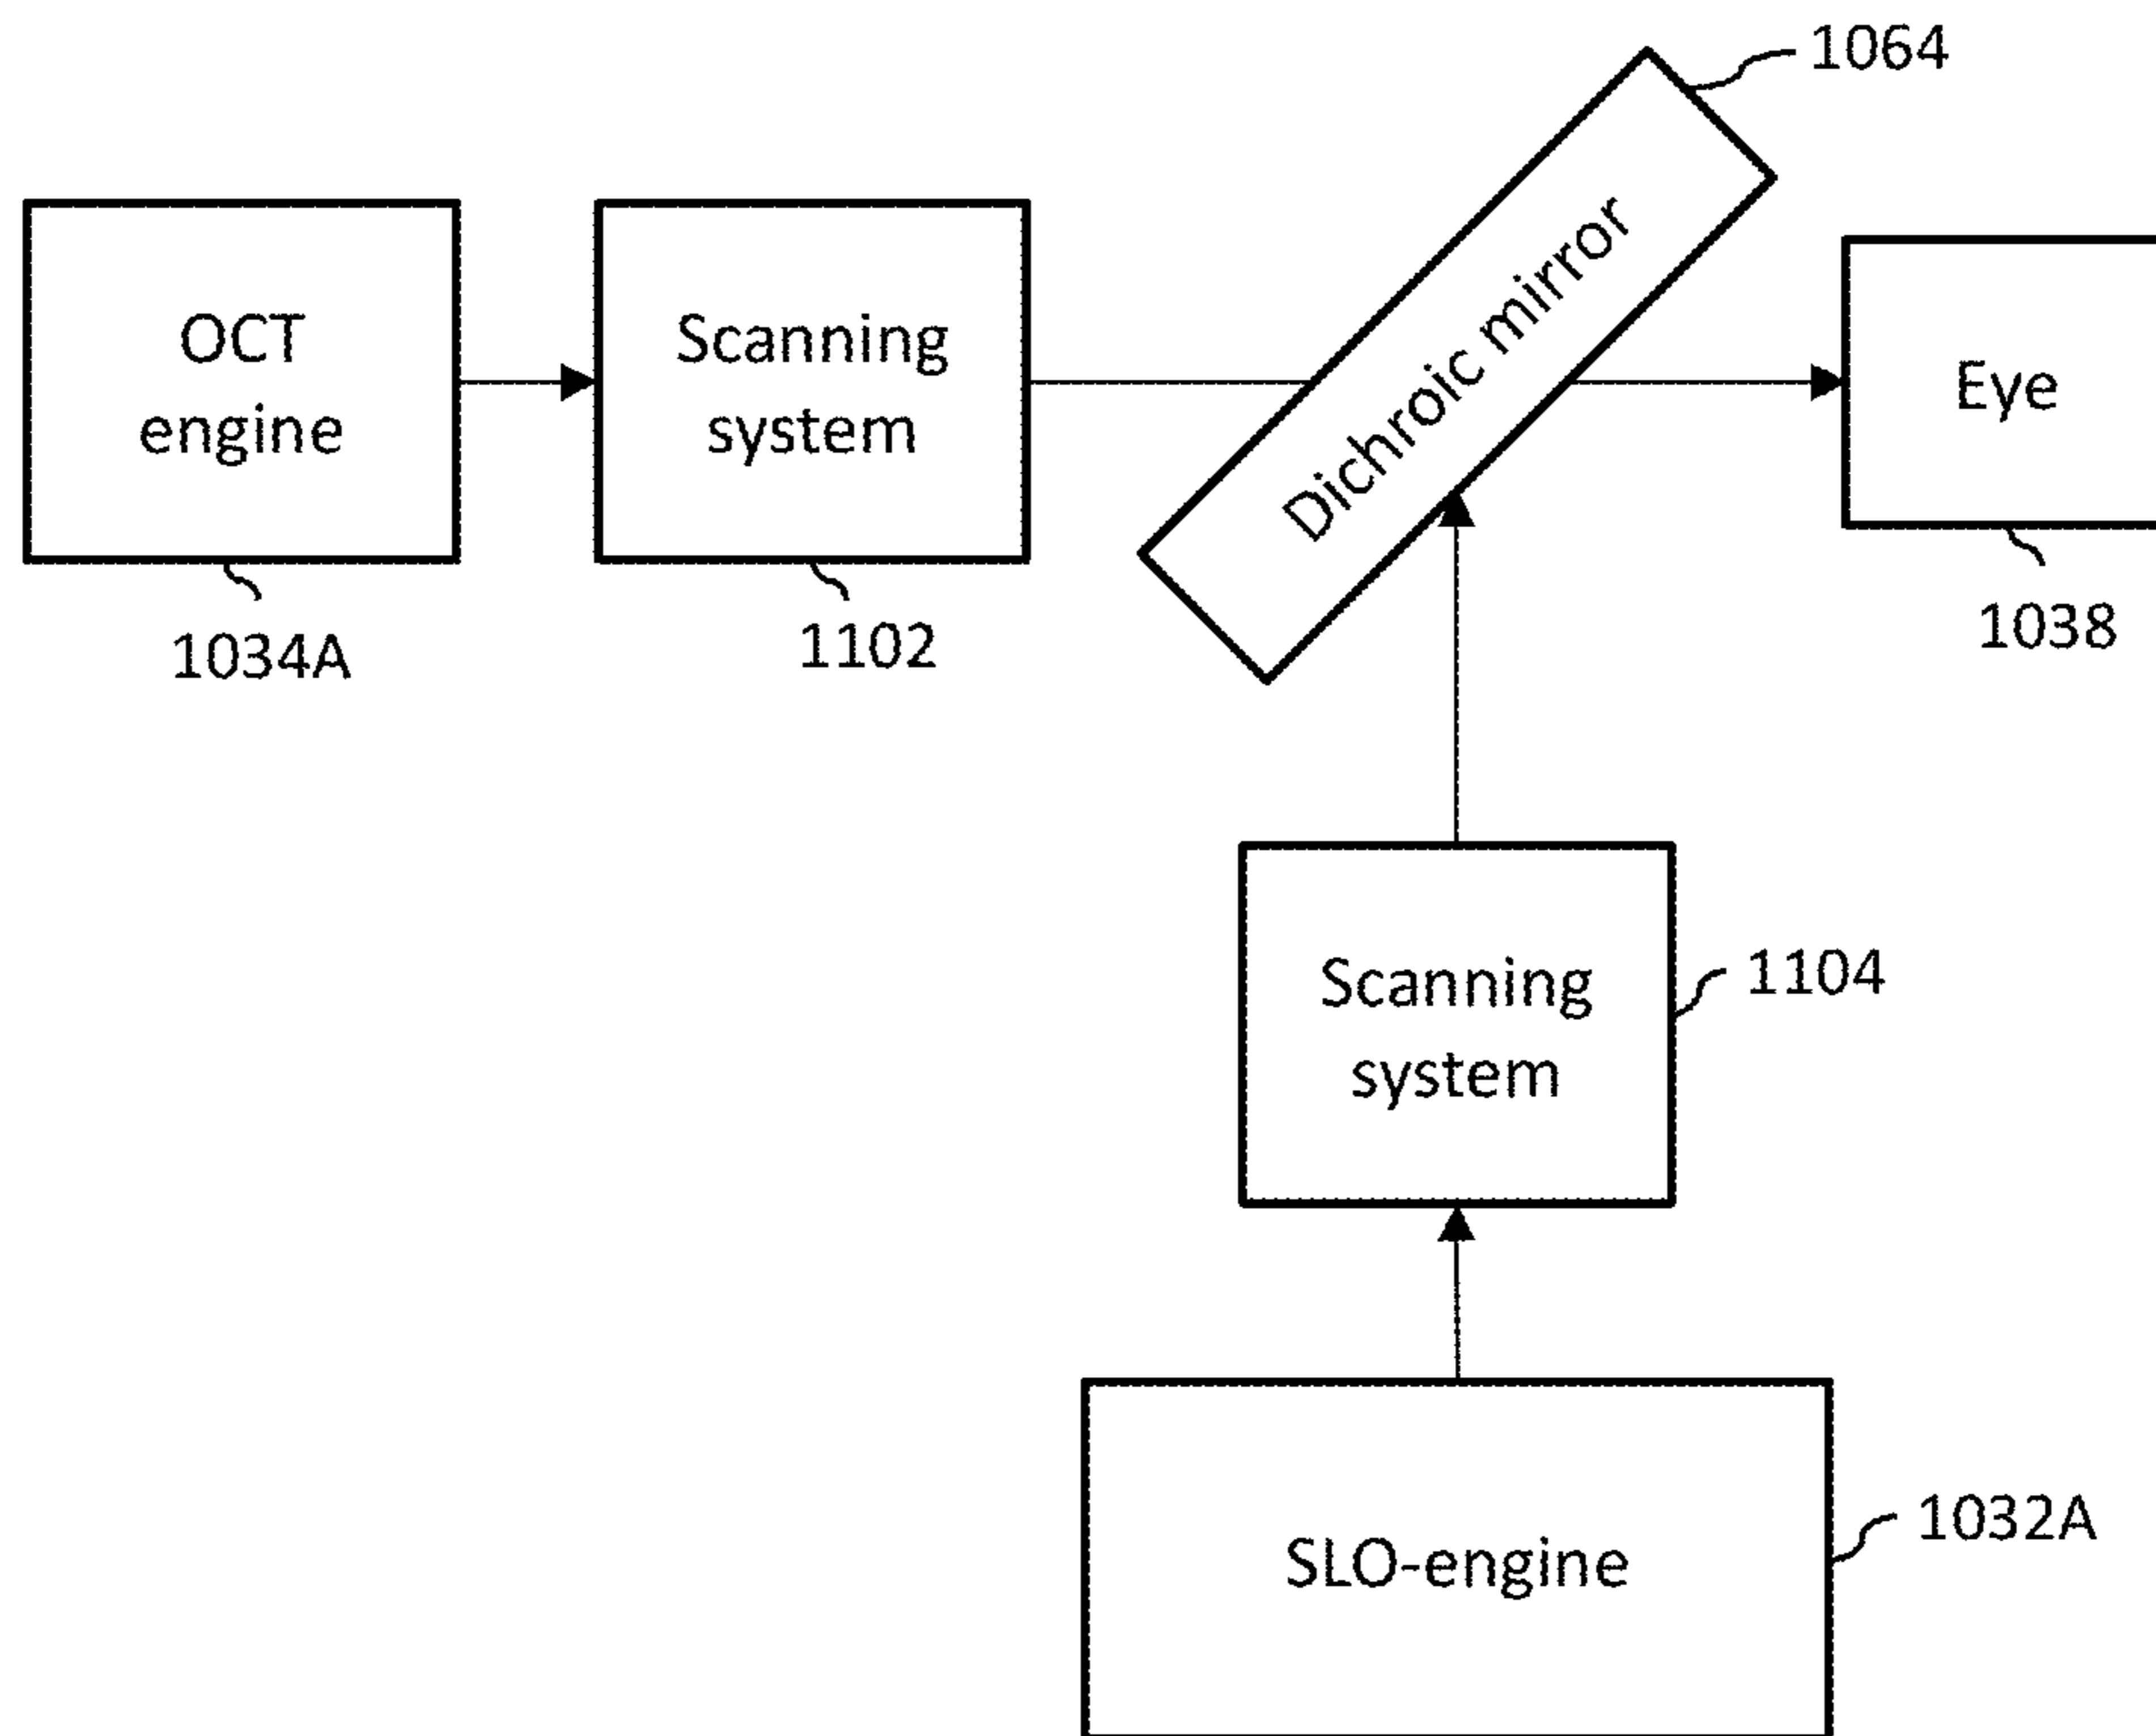 1064
OCT
engine
Scanning
system
Dichroic mirror
Eye
1034A
1102
1038
Scanning
system
1104
SLO-engine
1032A